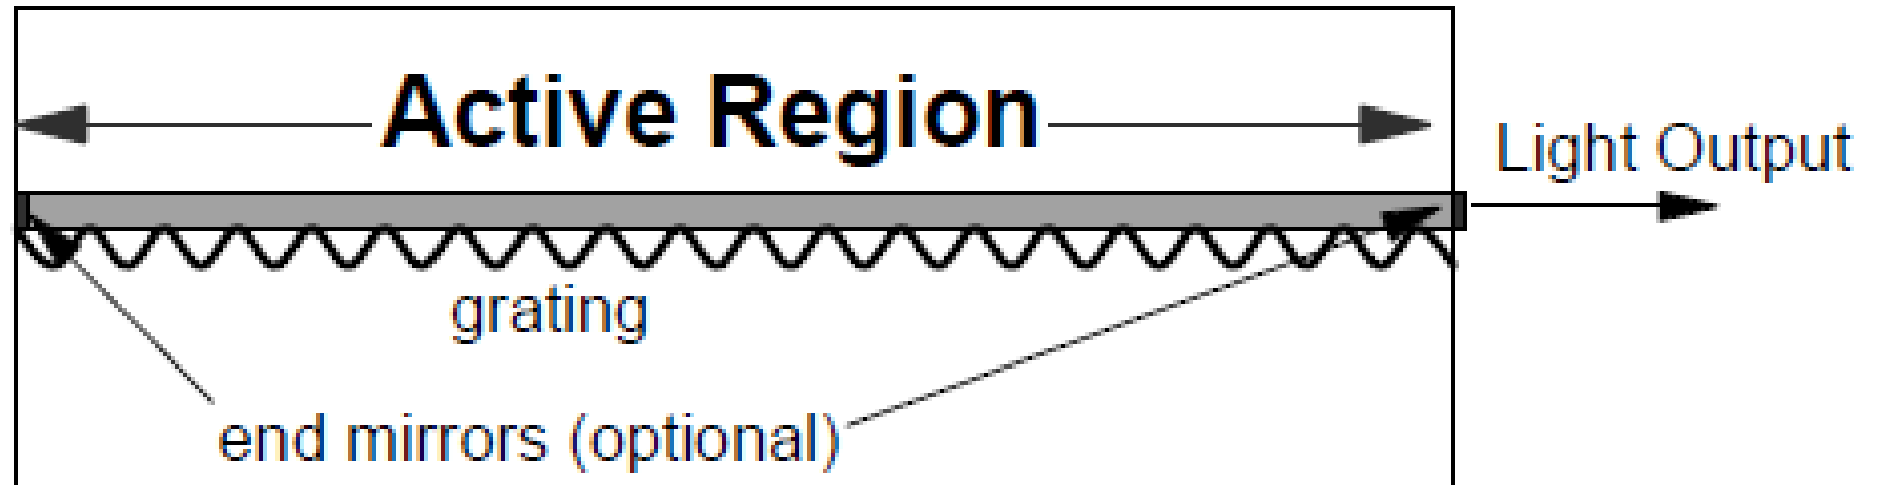 Active Region
Light Output
grating
end mirrors (optional)